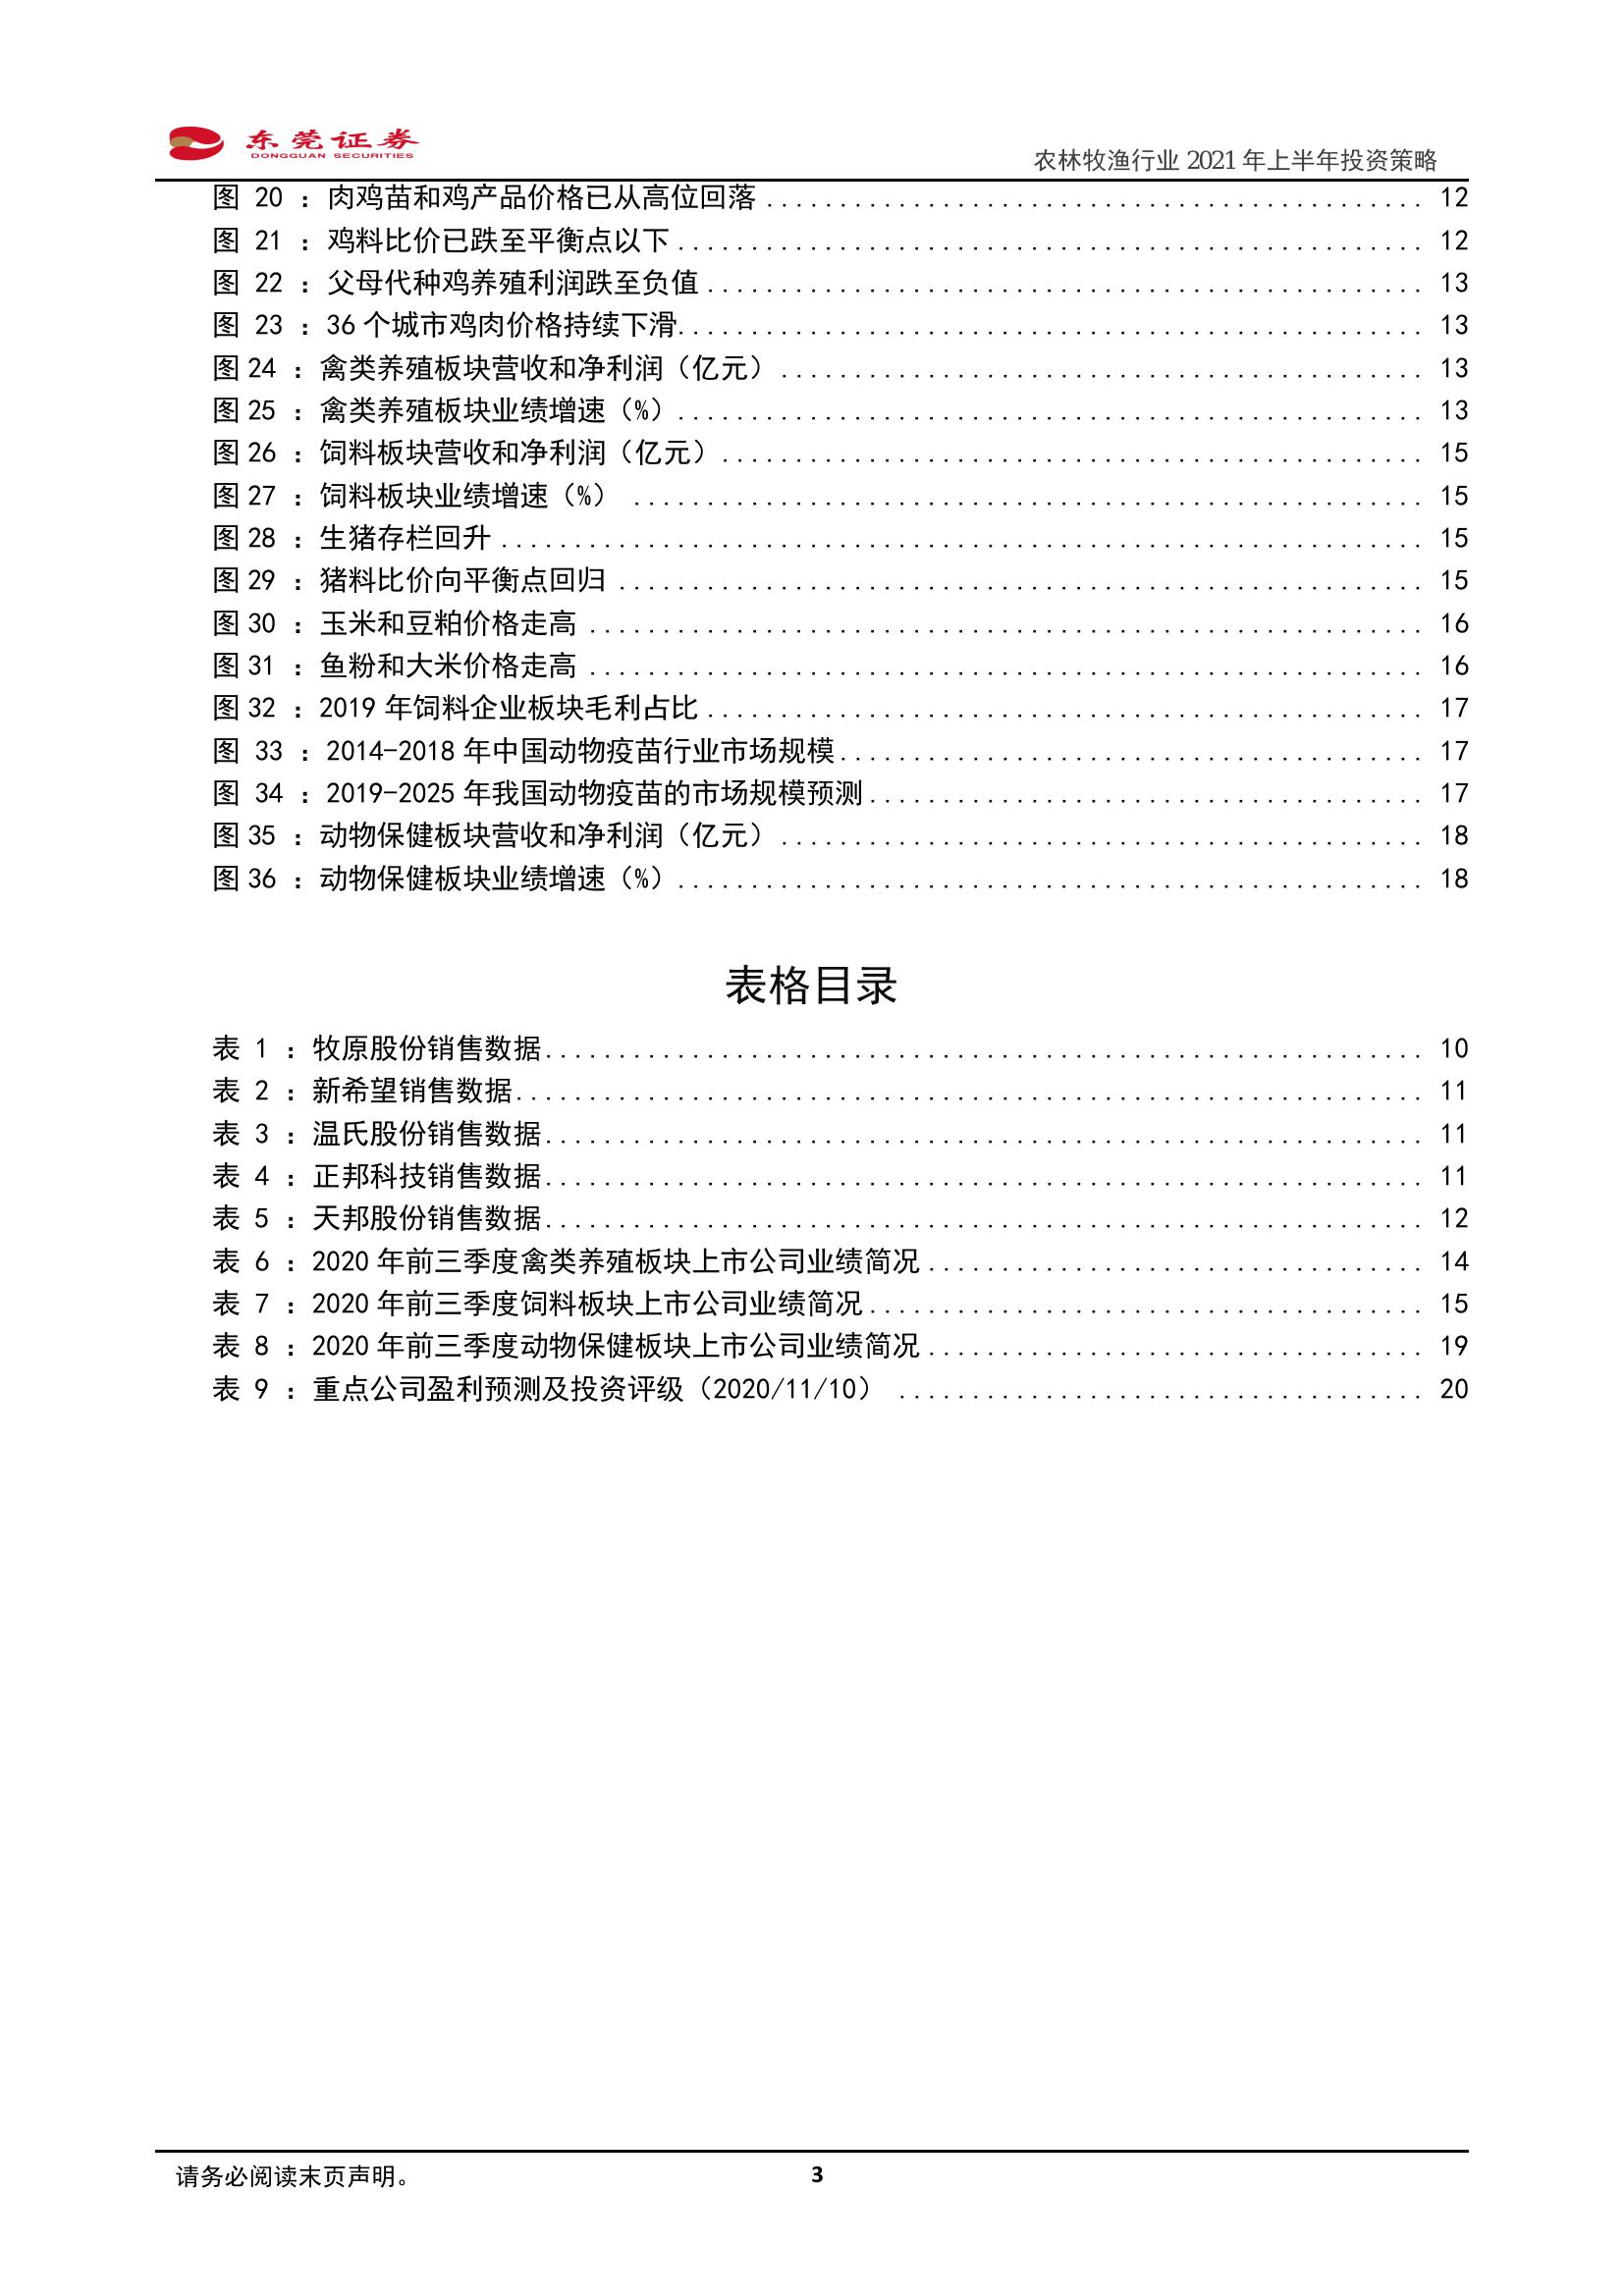 东莞证券
DONGGUAN SECURITIES
农林牧渔行业 2021 年上半年投资策略
图 20 ：肉鸡苗和鸡产品价格已从高位回落 ............................................. 12
图 21 ：鸡料比价已跌至平衡点以下 ................................................... 12
图 22 ：父母代种鸡养殖利润跌至负值 ................................................. 13
图 23 ：36 个城市鸡肉价格持续下滑................................................... 13
图 24 ：禽类养殖板块营收和净利润（亿元） ............................................ 13
图 25 ：禽类养殖板块业绩增速（%）................................................... 13
图 26 ：饲料板块营收和净利润（亿元）................................................ 15
图 27 ：饲料板块业绩增速（%） ...................................................... 15
图 28 ：生猪存栏回升 ............................................................... 15
图 29 ：猪料比价向平衡点回归 ....................................................... 15
图 30 ：玉米和豆粕价格走高 ......................................................... 16
图 31 ：鱼粉和大米价格走高 ......................................................... 16
图 32 ：2019 年饲料企业板块毛利占比 ................................................. 17
图 33 ：2014-2018 年中国动物疫苗行业市场规模........................................ 17
图 34 ：2019-2025 年我国动物疫苗的市场规模预测...................................... 17
图 35 ：动物保健板块营收和净利润（亿元） ............................................ 18
图 36 ：动物保健板块业绩增速（%）................................................... 18
表格目录
表 1 ：牧原股份销售数据............................................................ 10
表 2 ：新希望销售数据.............................................................. 11
表 3 ：温氏股份销售数据............................................................ 11
表 4 ：正邦科技销售数据............................................................ 11
表 5 ：天邦股份销售数据............................................................ 12
表 6 ：2020 年前三季度禽类养殖板块上市公司业绩简况 .................................. 14
表 7 ：2020 年前三季度饲料板块上市公司业绩简况...................................... 15
表 8 ：2020 年前三季度动物保健板块上市公司业绩简况 .................................. 19
表 9 ：重点公司盈利预测及投资评级（2020/11/10） .................................... 20
请务必阅读末页声明。
3